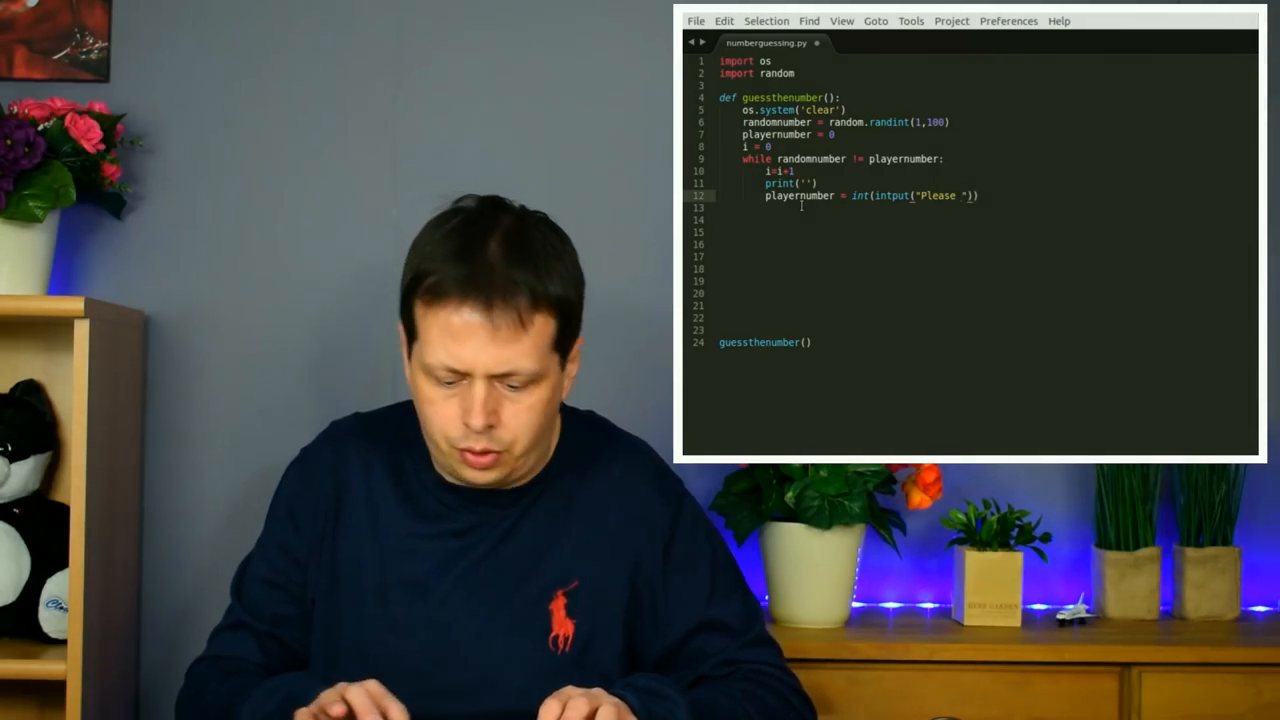 File Edit Selection Find View Goto Tools Project Preferences Help
numberguessing.py
1 import os
2 import random
3
4 def guessthenumber():
5 os.system('clear')
6 randomnumber = random.randint(1,100)
7 playernumber = 0
8 i = 0
9 while randomnumber != playernumber:
10 i=i+1
11 print('')
12 playernumber = int(intput("Please "))
13
14
15
16
17
18
19
20
21
22
23
24 guessthenumber()
HERB GARDEN